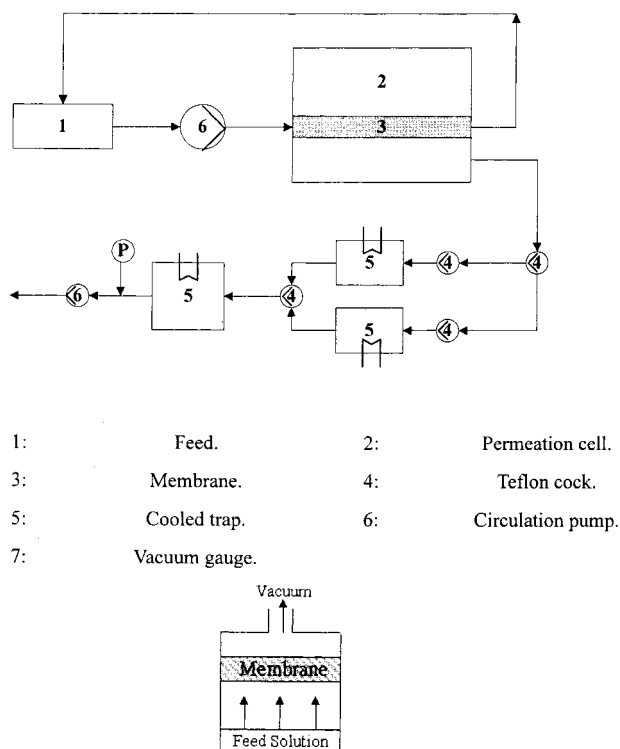 2
1
6
3
P
5
4
4
6
5
4
5
4
1: Feed. 2: Permeation cell.
3: Membrane. 4: Teflon cock.
5: Cooled trap. 6: Circulation pump.
7: Vacuum gauge.
Vacuum
Membrane
Feed Solution